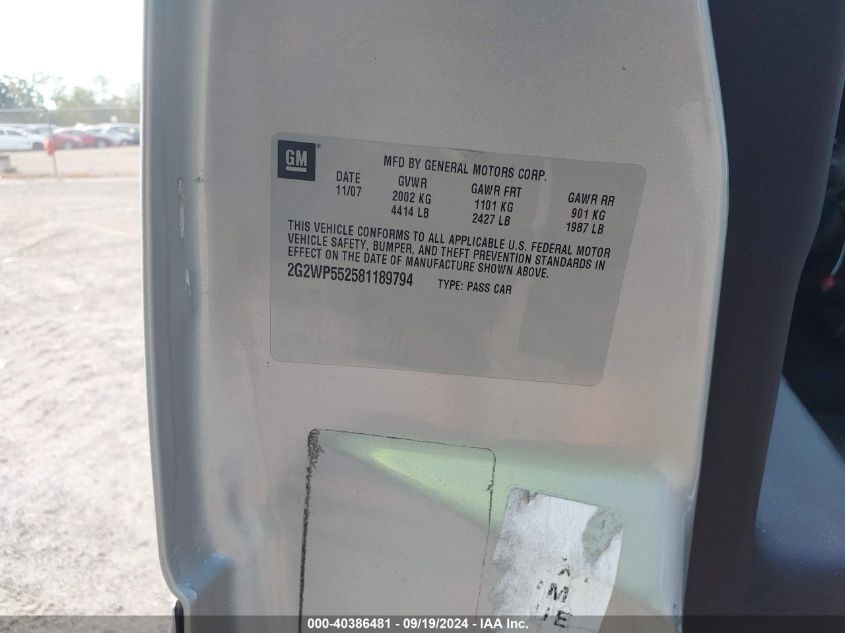 GM
MFD BY GENERAL MOTORS CORP.
DATE GVWR GAWR FRT GAWR RR
11/07 2002 KG 1101 KG 901 KG
4414 LB 2427 LB 1987 LB
THIS VEHICLE CONFORMS TO ALL APPLICABLE U.S. FEDERAL MOTOR
VEHICLE SAFETY, BUMPER, AND THEFT PREVENTION STANDARDS IN
EFFECT ON THE DATE OF MANUFACTURE SHOWN ABOVE.
2G2WP552581189794 TYPE: PASS CAR
000-40386481 - 09/19/2024 - IAA Inc.